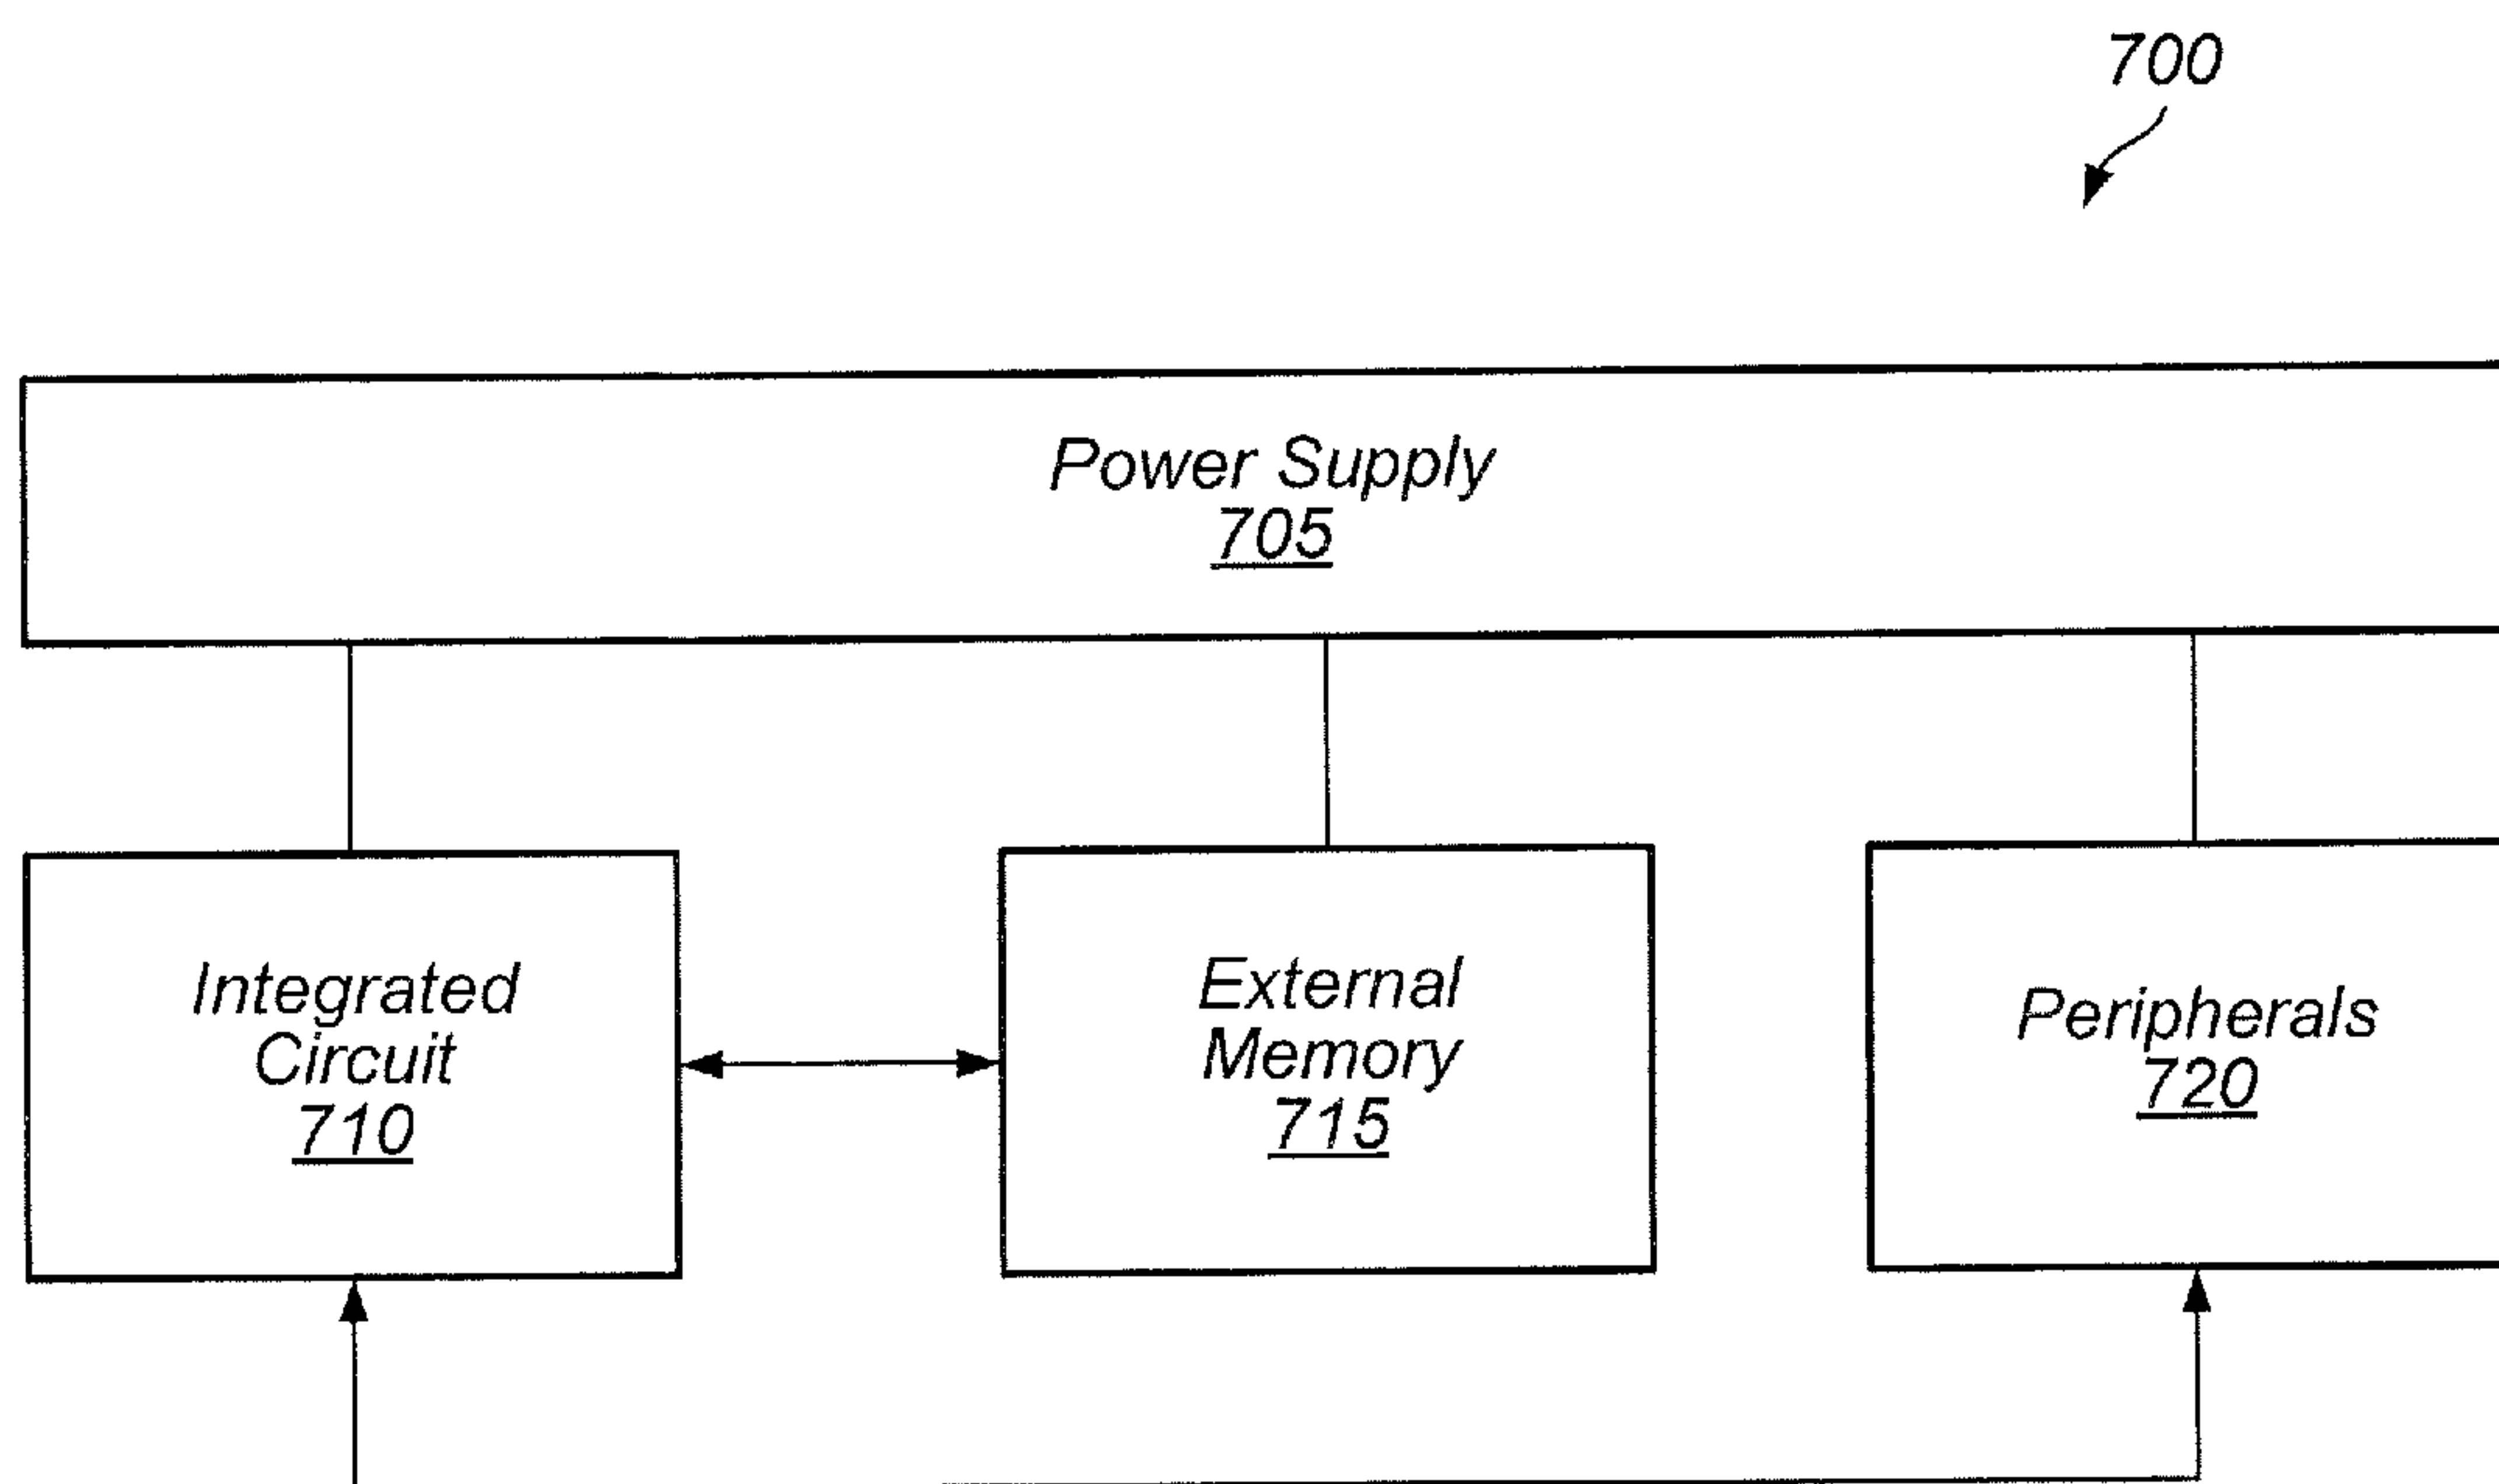 700
Power Supply
705
Integrated
Circuit
710
External
Memory
715
Peripherals
720